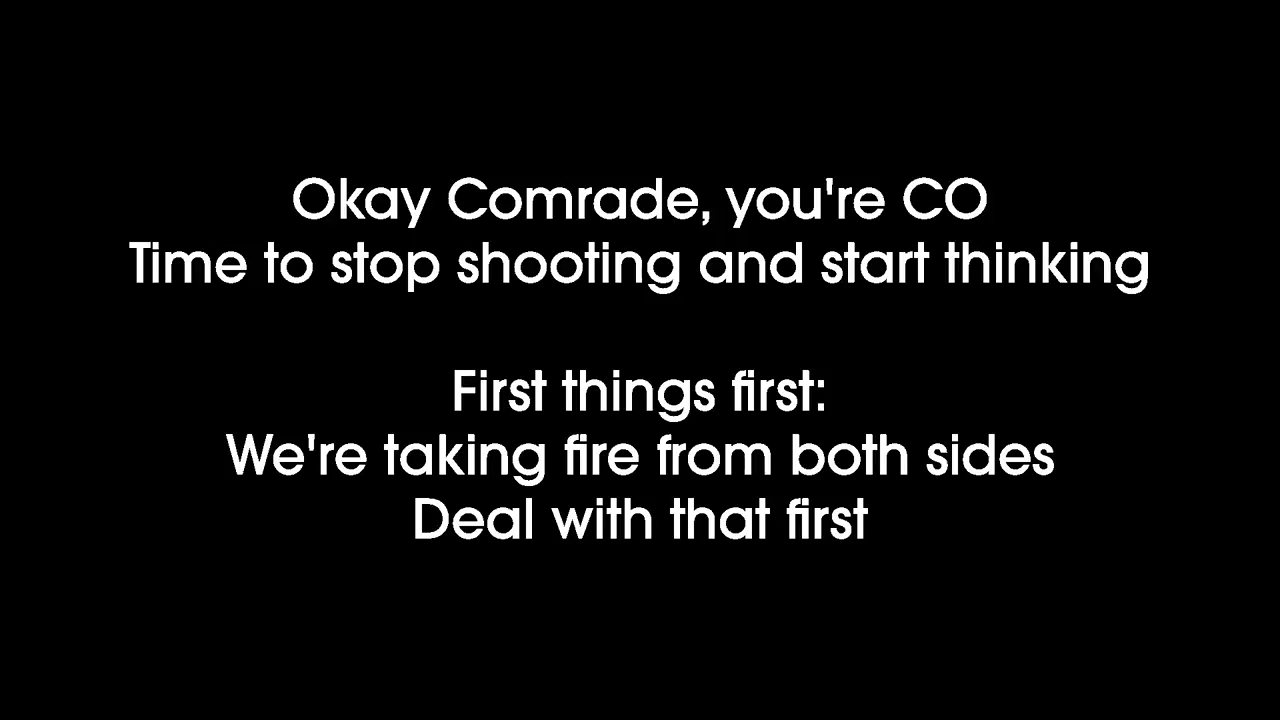 Okay Comrade, you're CO
Time to stop shooting and start thinking
First things first:
We're taking fire from both sides
Deal with that first